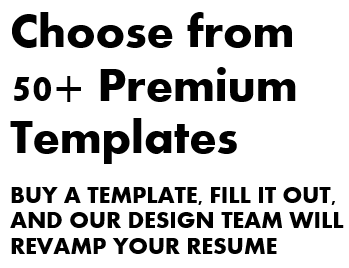 Choose from
50+ Premium
Templates
BUY A TEMPLATE, FILL IT OUT,
AND OUR DESIGN TEAM WILL
REVAMP YOUR RESUME